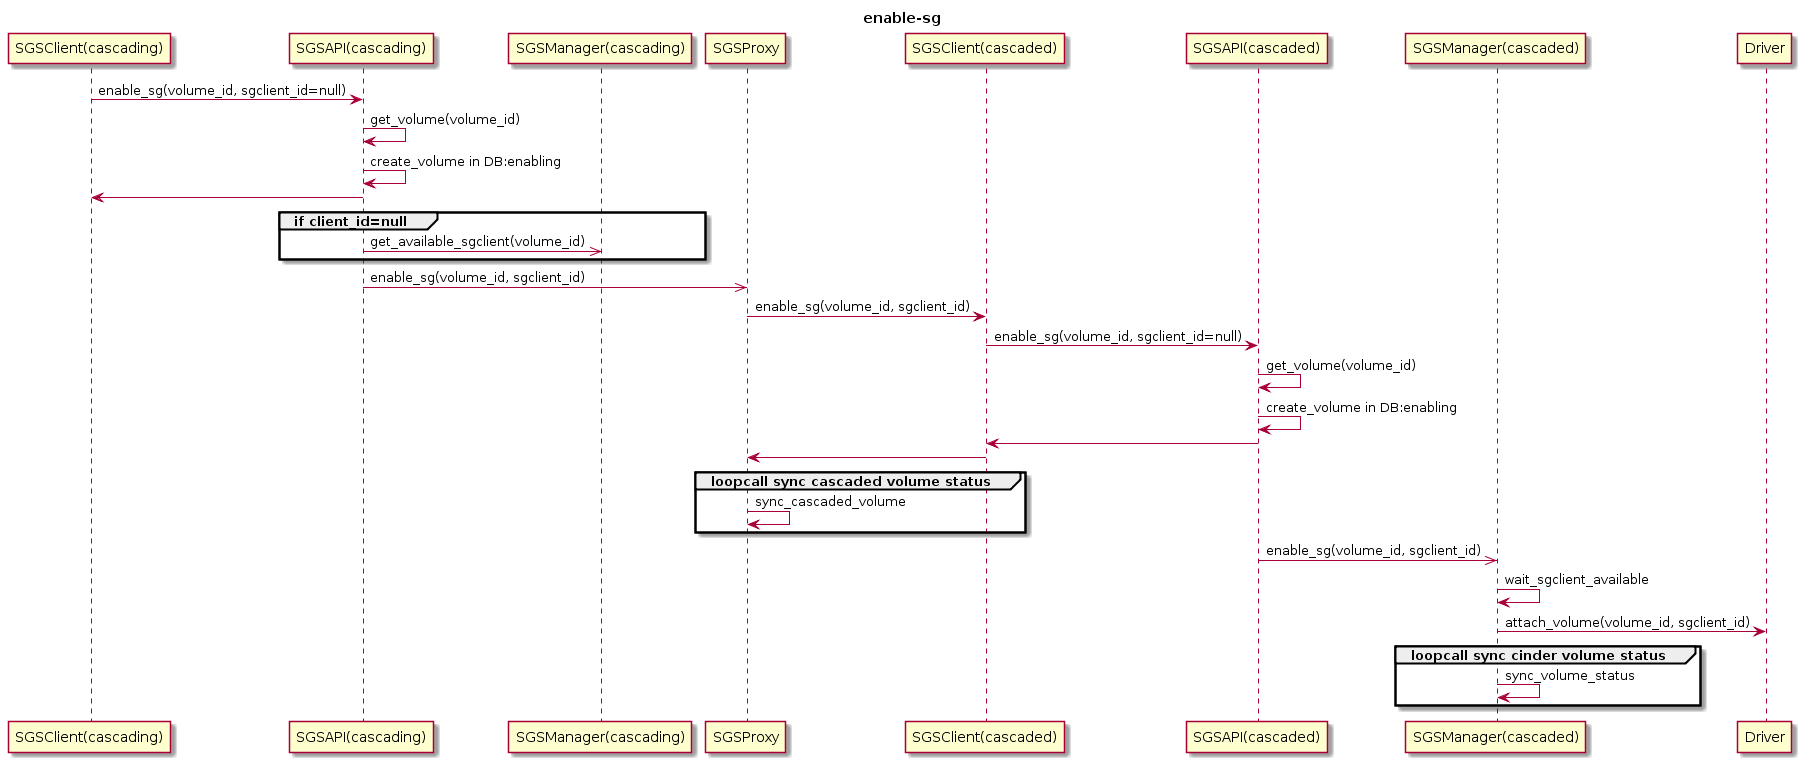 enable-sg
SGSClient(cascading)
SGSAPI(cascading)
SGSManager(cascading)
SGSProxy
SGSClient(cascaded)
SGSAPI(cascaded)
SGSManager(cascaded)
Driver
enable_sg(volume_id, sgclient_id=null)
get_volume(volume_id)
create_volume in DB:enabling
if client_id=null
get_available_sgclient(volume_id)
enable_sg(volume_id, sgclient_id)
enable_sg(volume_id, sgclient_id)
enable_sg(volume_id, sgclient_id=null)
get_volume(volume_id)
create_volume in DB:enabling
loopcall sync cascaded volume status
sync_cascaded_volume
enable_sg(volume_id, sgclient_id)
wait_sgclient_available
attach_volume(volume_id, sgclient_id)
loopcall sync cinder volume status
sync_volume_status
SGSClient(cascading)
SGSAPI(cascading)
SGSManager(cascading)
SGSProxy
SGSClient(cascaded)
SGSAPI(cascaded)
SGSManager(cascaded)
Driver